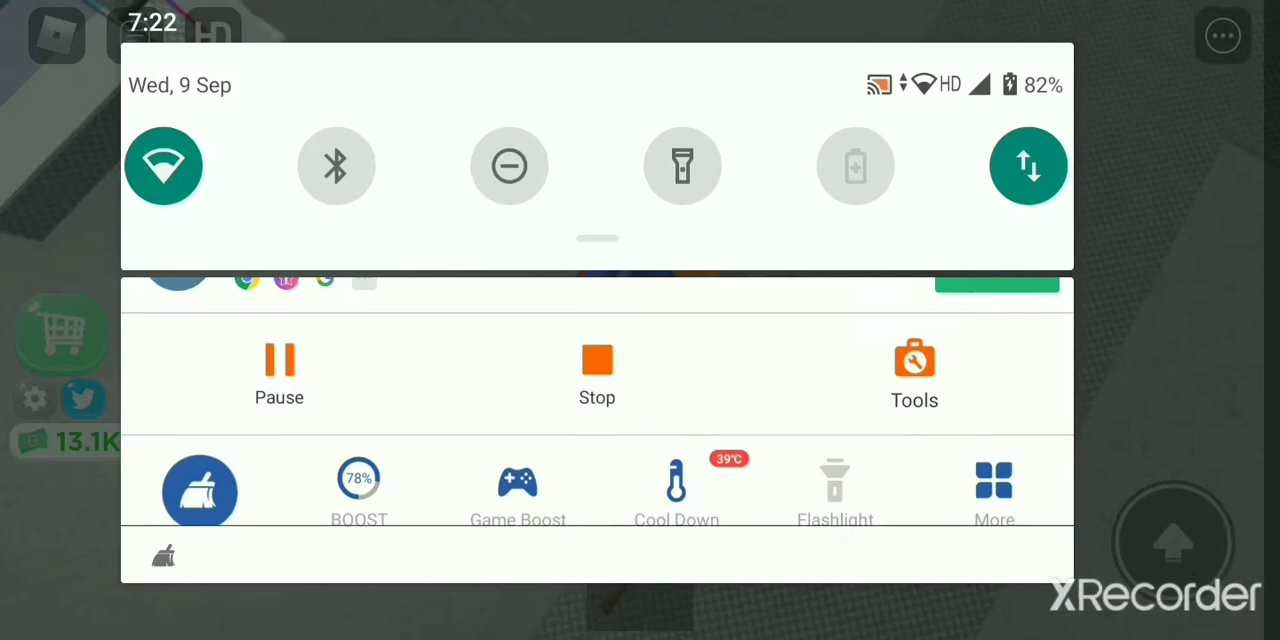 7:22
HD
Wed, 9 Sep
HD
82%
13.1K
Pause
Stop
Tools
78%
39°C
BOOST
Game Boost
Cool Down
Flashlight
More
XRecorder